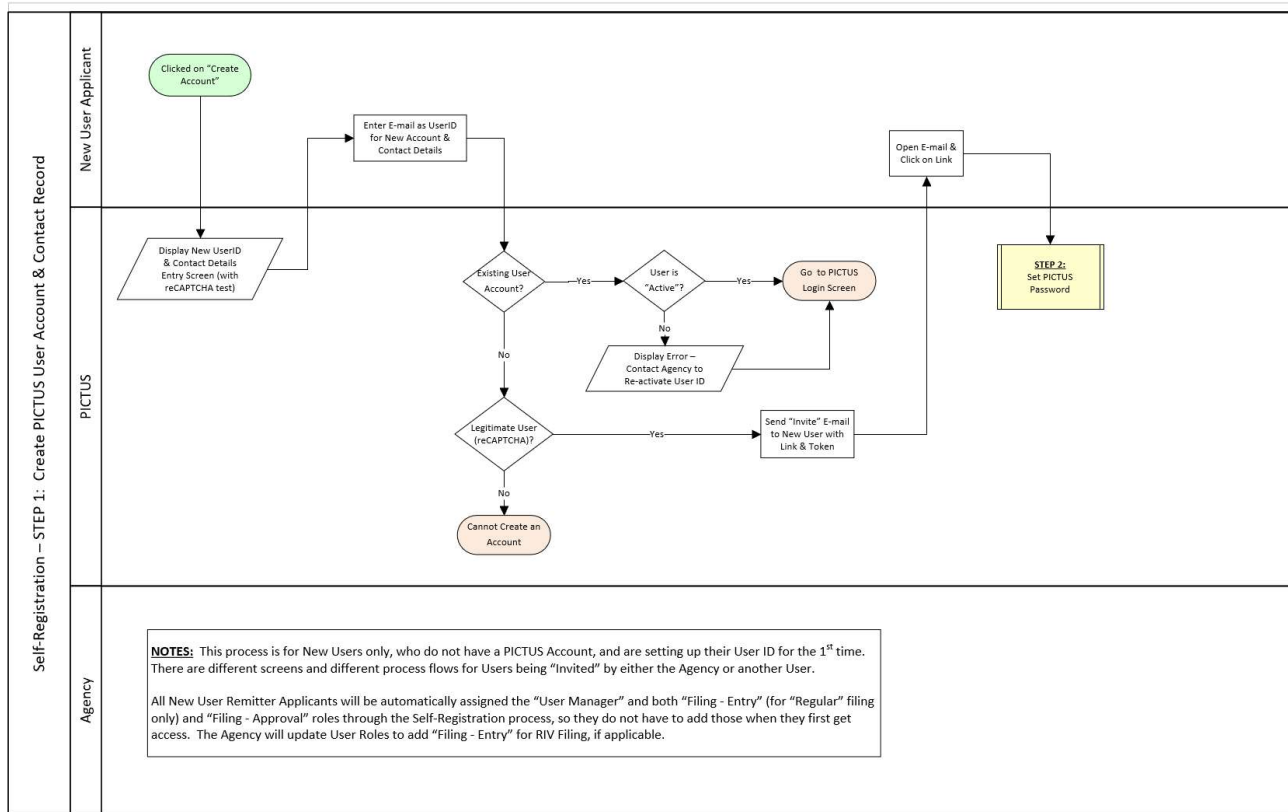 Self-Registration – STEP 1:  Create PICTUS User Account & Contact Record
New User Applicant
Clicked on "Create
Account"
Enter E-mail as UserID
for New Account &
Contact Details
Open E-mail &
Click on Link
PICTUS
Display New UserID
& Contact Details
Entry Screen (with
reCAPTCHA test)
Existing User
Account?
Yes
User is
"Active"?
Yes
Go  to PICTUS
Login Screen
STEP 2:
Set PICTUS
Password
No
No
Display Error –
Contact Agency to
Re-activate User ID
Legitimate User
(reCAPTCHA)?
Yes
Send "Invite" E-mail
to New User with
Link & Token
No
Cannot Create an
Account
Agency
NOTES:  This process is for New Users only, who do not have a PICTUS Account, and are setting up their User ID for the 1st time.
There are different screens and different process flows for Users being "Invited" by either the Agency or another User.
All New User Remitter Applicants will be automatically assigned the "User Manager" and both "Filing - Entry" (for "Regular" filing
only) and "Filing - Approval" roles through the Self-Registration process, so they do not have to add those when they first get
access.  The Agency will update User Roles to add "Filing - Entry" for RIV Filing, if applicable.